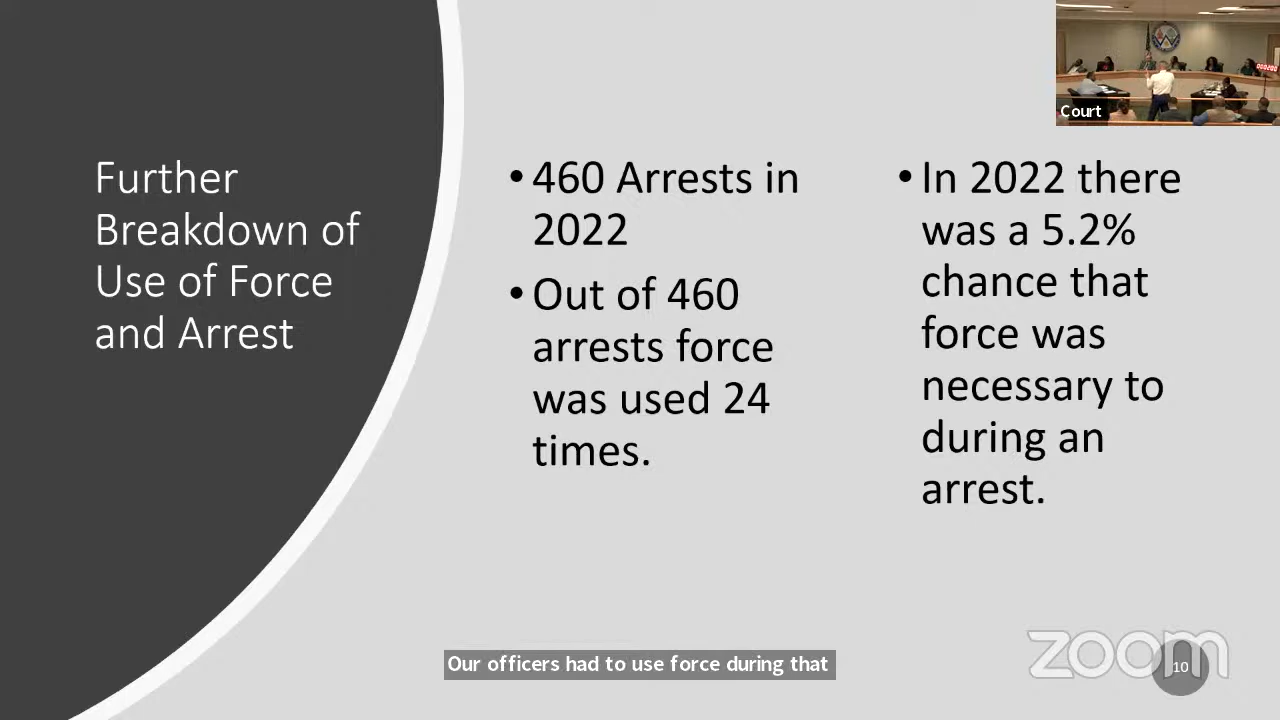 Court
Further
Breakdown of
Use of Force
and Arrest
• 460 Arrests in
2022
• Out of 460
arrests force
was used 24
times.
• In 2022 there
was a 5.2%
chance that
force was
necessary to
during an
arrest.
Our officers had to use force during that
zoom
10